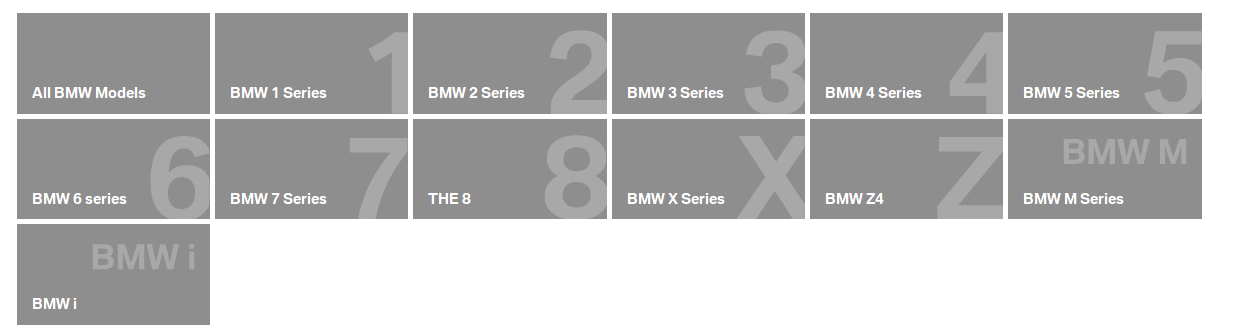 All BMW Models
1
BMW 1 Series
2
BMW 2 Series
3
BMW 3 Series
4
BMW 4 Series
5
BMW 5 Series
6
BMW 6 series
7
BMW 7 Series
8
THE 8
X
BMW X Series
Z
BMW Z4
BMW M
BMW M Series
BMW i
BMW i